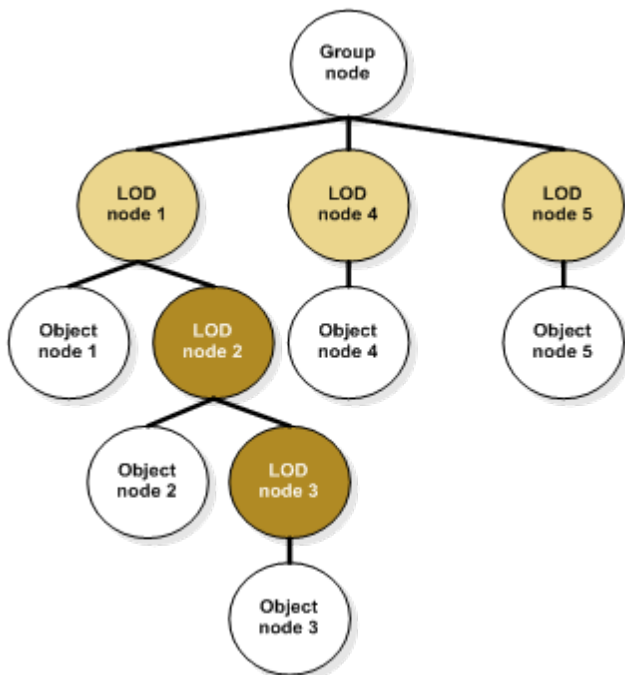 Group
node
LOD
node 1
LOD
node 4
LOD
node 5
Object
node 1
LOD
node 2
Object
node 4
Object
node 5
Object
node 2
LOD
node 3
Object
node 3